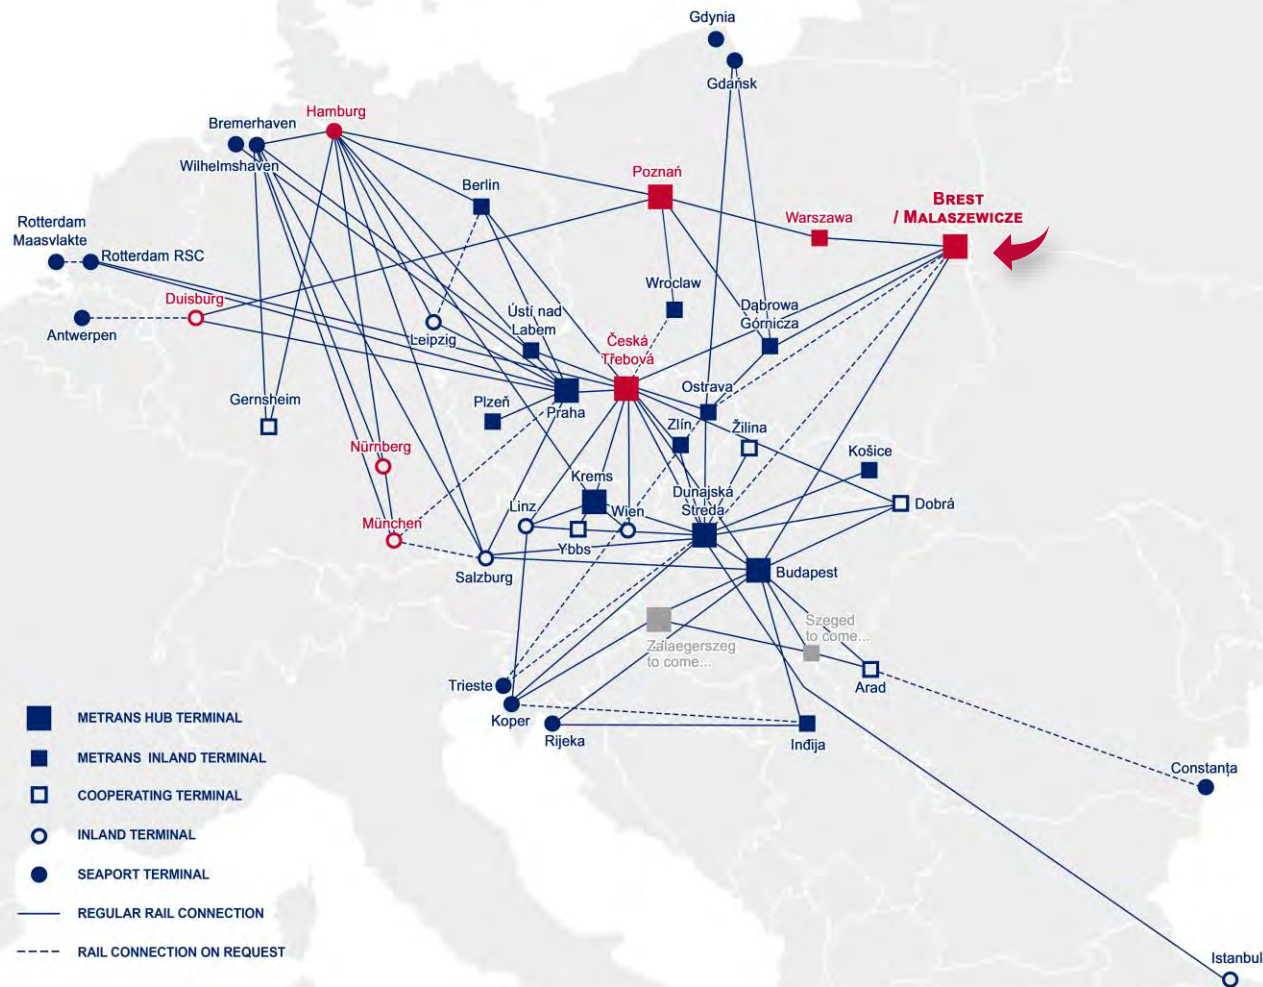 Gdynia
Gdańsk
Hamburg
Bremerhaven
Wilhelmshaven
Berlin
Poznań
Warszawa
BREST
/ MALASZEWICZE
Rotterdam
Maasvlakte
Rotterdam RSC
Duisburg
Antwerpen
Leipzig
Ústí nad
Labem
Wroclaw
Dąbrowa
Górnicza
Česká
Třebová
Gernsheim
Plzeň
Praha
Ostrava
Zlín
Žilina
Košice
Nürnberg
Krems
Dunajská
Streda
Dobrá
München
Linz
Wien
Ybbs
Salzburg
Budapest
Zalaegerszeg
to come...
Szeged
to come...
Arad
Trieste
Koper
Rijeka
Inđija
Constanța
Istanbul
METRANS HUB TERMINAL
METRANS INLAND TERMINAL
COOPERATING TERMINAL
INLAND TERMINAL
SEAPORT TERMINAL
REGULAR RAIL CONNECTION
RAIL CONNECTION ON REQUEST